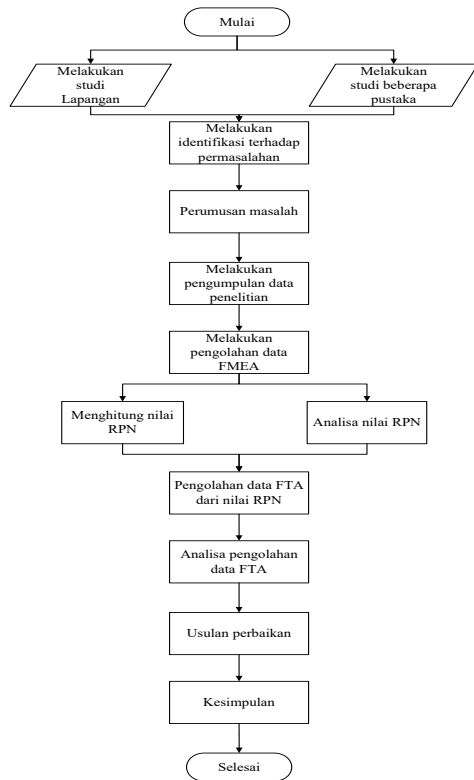 Mulai
Melakukan
studi
Lapangan
Melakukan
studi beberapa
pustaka
Melakukan
identifikasi terhadap
permasalahan
Perumusan masalah
Melakukan
pengumpulan data
penelitian
Melakukan
pengolahan data
FMEA
Menghitung nilai
RPN
Analisa nilai RPN
Pengolahan data FTA
dari nilai RPN
Analisa pengolahan
data FTA
Usulan perbaikan
Kesimpulan
Selesai